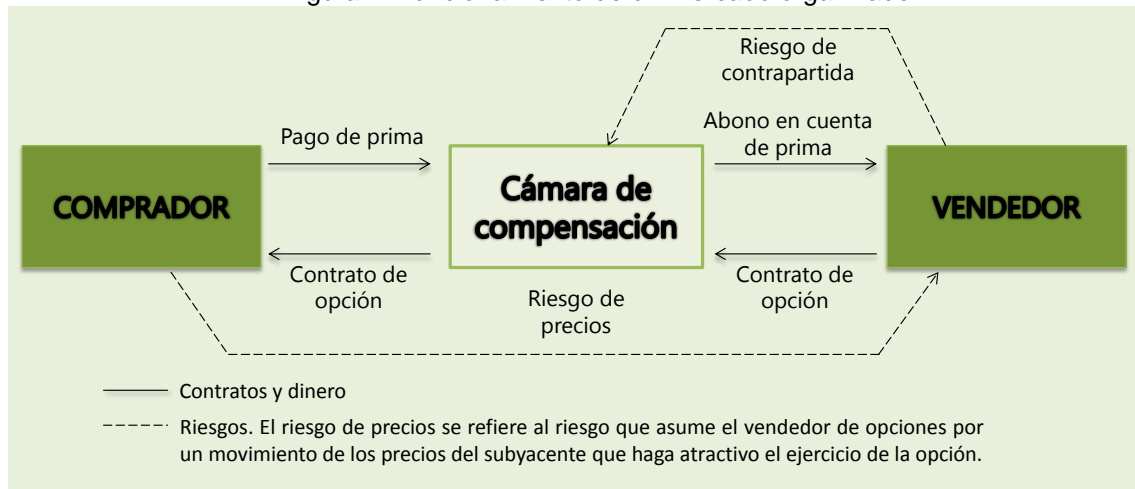 Riesgo de
contrapartida
Pago de prima
Abono en cuenta
de prima
COMPRADOR
Cámara de
compensación
VENDEDOR
Contrato de
opción
Contrato de
opción
Riesgo de
precios
Contratos y dinero
Riesgos. El riesgo de precios se refiere al riesgo que asume el vendedor de opciones por
un movimiento de los precios del subyacente que haga atractivo el ejercicio de la opción.